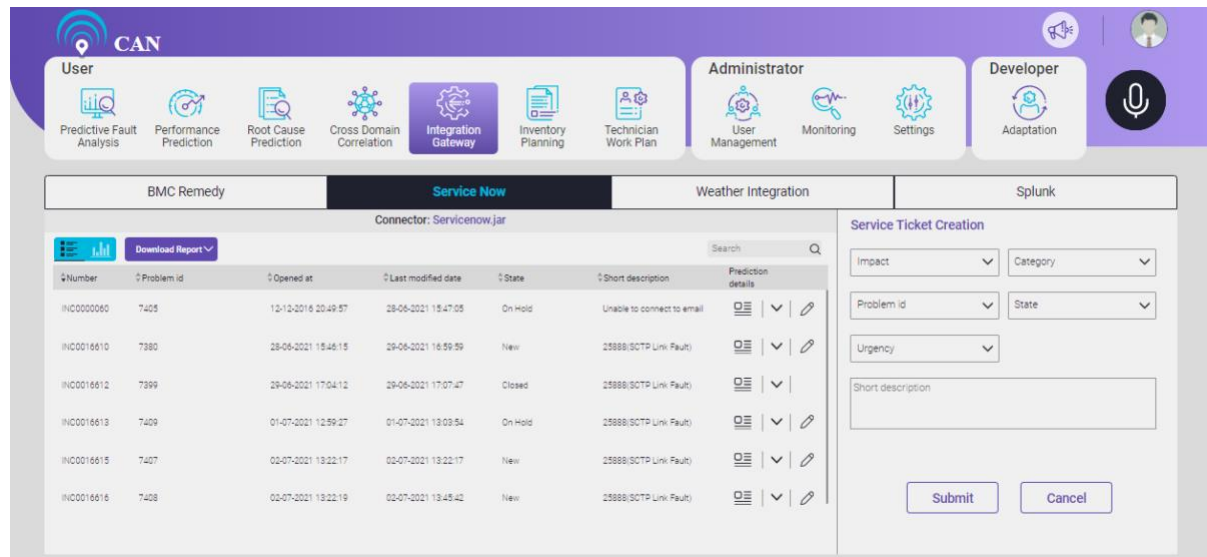 CAN
User
Administrator
Developer
Predictive Fault Analysis
Performance Prediction
Root Cause Prediction
Cross Domain Correlation
Integration Gateway
Inventory Planning
Technician Work Plan
User Management
Monitoring
Settings
Adaptation
BMC Remedy
Service Now
Weather Integration
Splunk
Connector: Servicenow.jar
Download Report
Search
Number Problem id Opened at Last modified date State Short description Prediction details
INC0000060 7405 12-12-2016 20:49:57 28-06-2021 15:47:05 On Hold Unable to connect to email
INC0016610 7380 28-06-2021 15:46:15 29-06-2021 16:59:59 New 25888(SCTP Link Fault)
INC0016612 7399 29-06-2021 17:04:12 29-06-2021 17:07:47 Closed 25888(SCTP Link Fault)
INC0016613 7409 01-07-2021 12:59:27 01-07-2021 13:03:54 On Hold 25888(SCTP Link Fault)
INC0016615 7407 02-07-2021 13:22:17 02-07-2021 13:22:17 New 25888(SCTP Link Fault)
INC0016616 7408 02-07-2021 13:22:19 02-07-2021 13:45:42 New 25888(SCTP Link Fault)
Service Ticket Creation
Impact
Category
Problem id
State
Urgency
Short description
Submit
Cancel